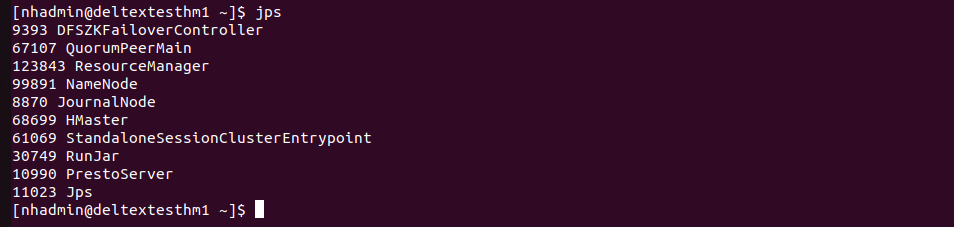 [nhadmin@deltextesthm1 ~]$ jps
9393 DFSZKFailoverController
67107 QuorumPeerMain
123843 ResourceManager
99891 NameNode
8870 JournalNode
68699 HMaster
61069 StandaloneSessionClusterEntrypoint
30749 RunJar
10990 PrestoServer
11023 Jps
[nhadmin@deltextesthm1 ~]$